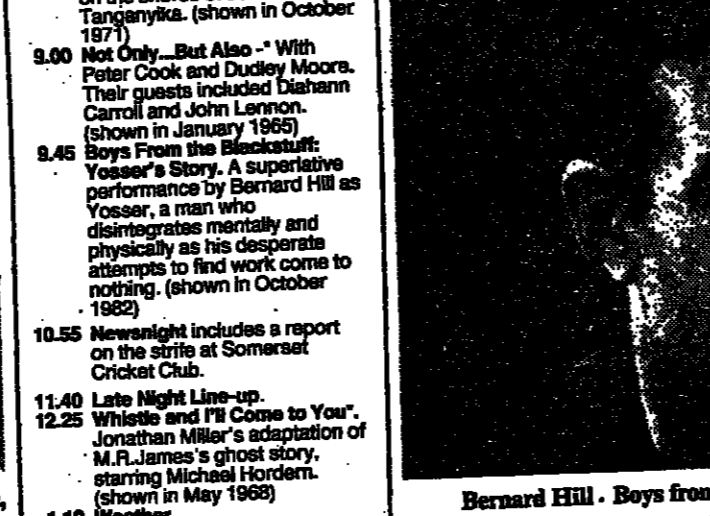 Tanganyika. (shown in October
1971)
9.00 Not Only...But Also -* With
Peter Cook and Dudley Moore.
Their guests included Diahann
Carroll and John Lennon.
(shown in January 1965)
9.45 Boys From the Blackstuff:
Yosser's Story. A superlative
performance by Bernard Hill as
Yosser, a man who
disintegrates mentally and
physically as his desperate
attempts to find work come to
nothing. (shown in October
1982)
10.55 Newsnight includes a report
on the strife at Somerset
Cricket Club.
11:40 Late Night Line-up.
12.25 Whistle and I'll Come to You*.
Jonathan Miller's adaptation of
M.R.James's ghost story,
starring Michael Hordern.
(shown in May 1968)
Weather
Bernard Hill. Boys from